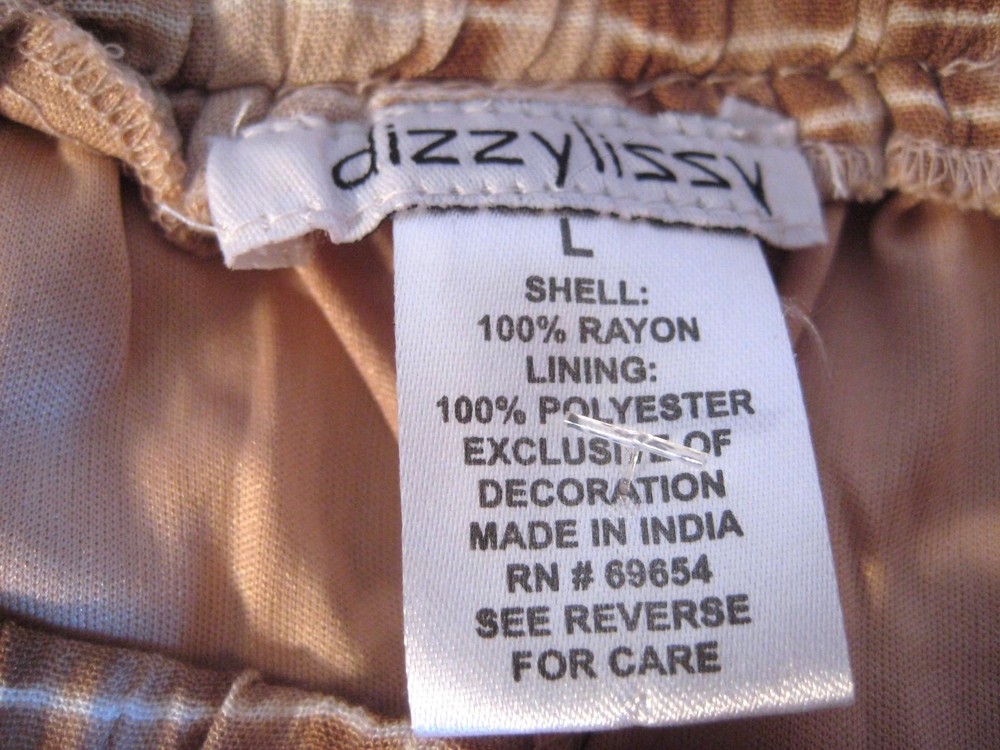 dizzylissy
L
SHELL:
100% RAYON
LINING:
100% POLYESTER
EXCLUSIVE OF
DECORATION
MADE IN INDIA
RN # 69654
SEE REVERSE
FOR CARE